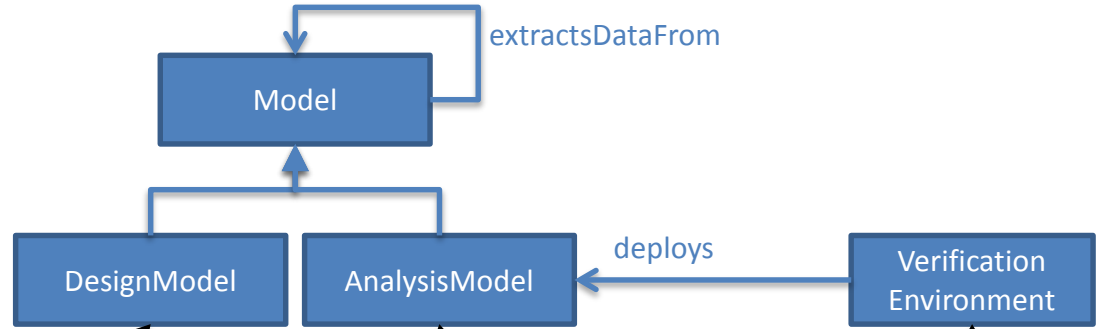 extractsDataFrom
Model
deploys
DesignModel
AnalysisModel
Verification
Environment